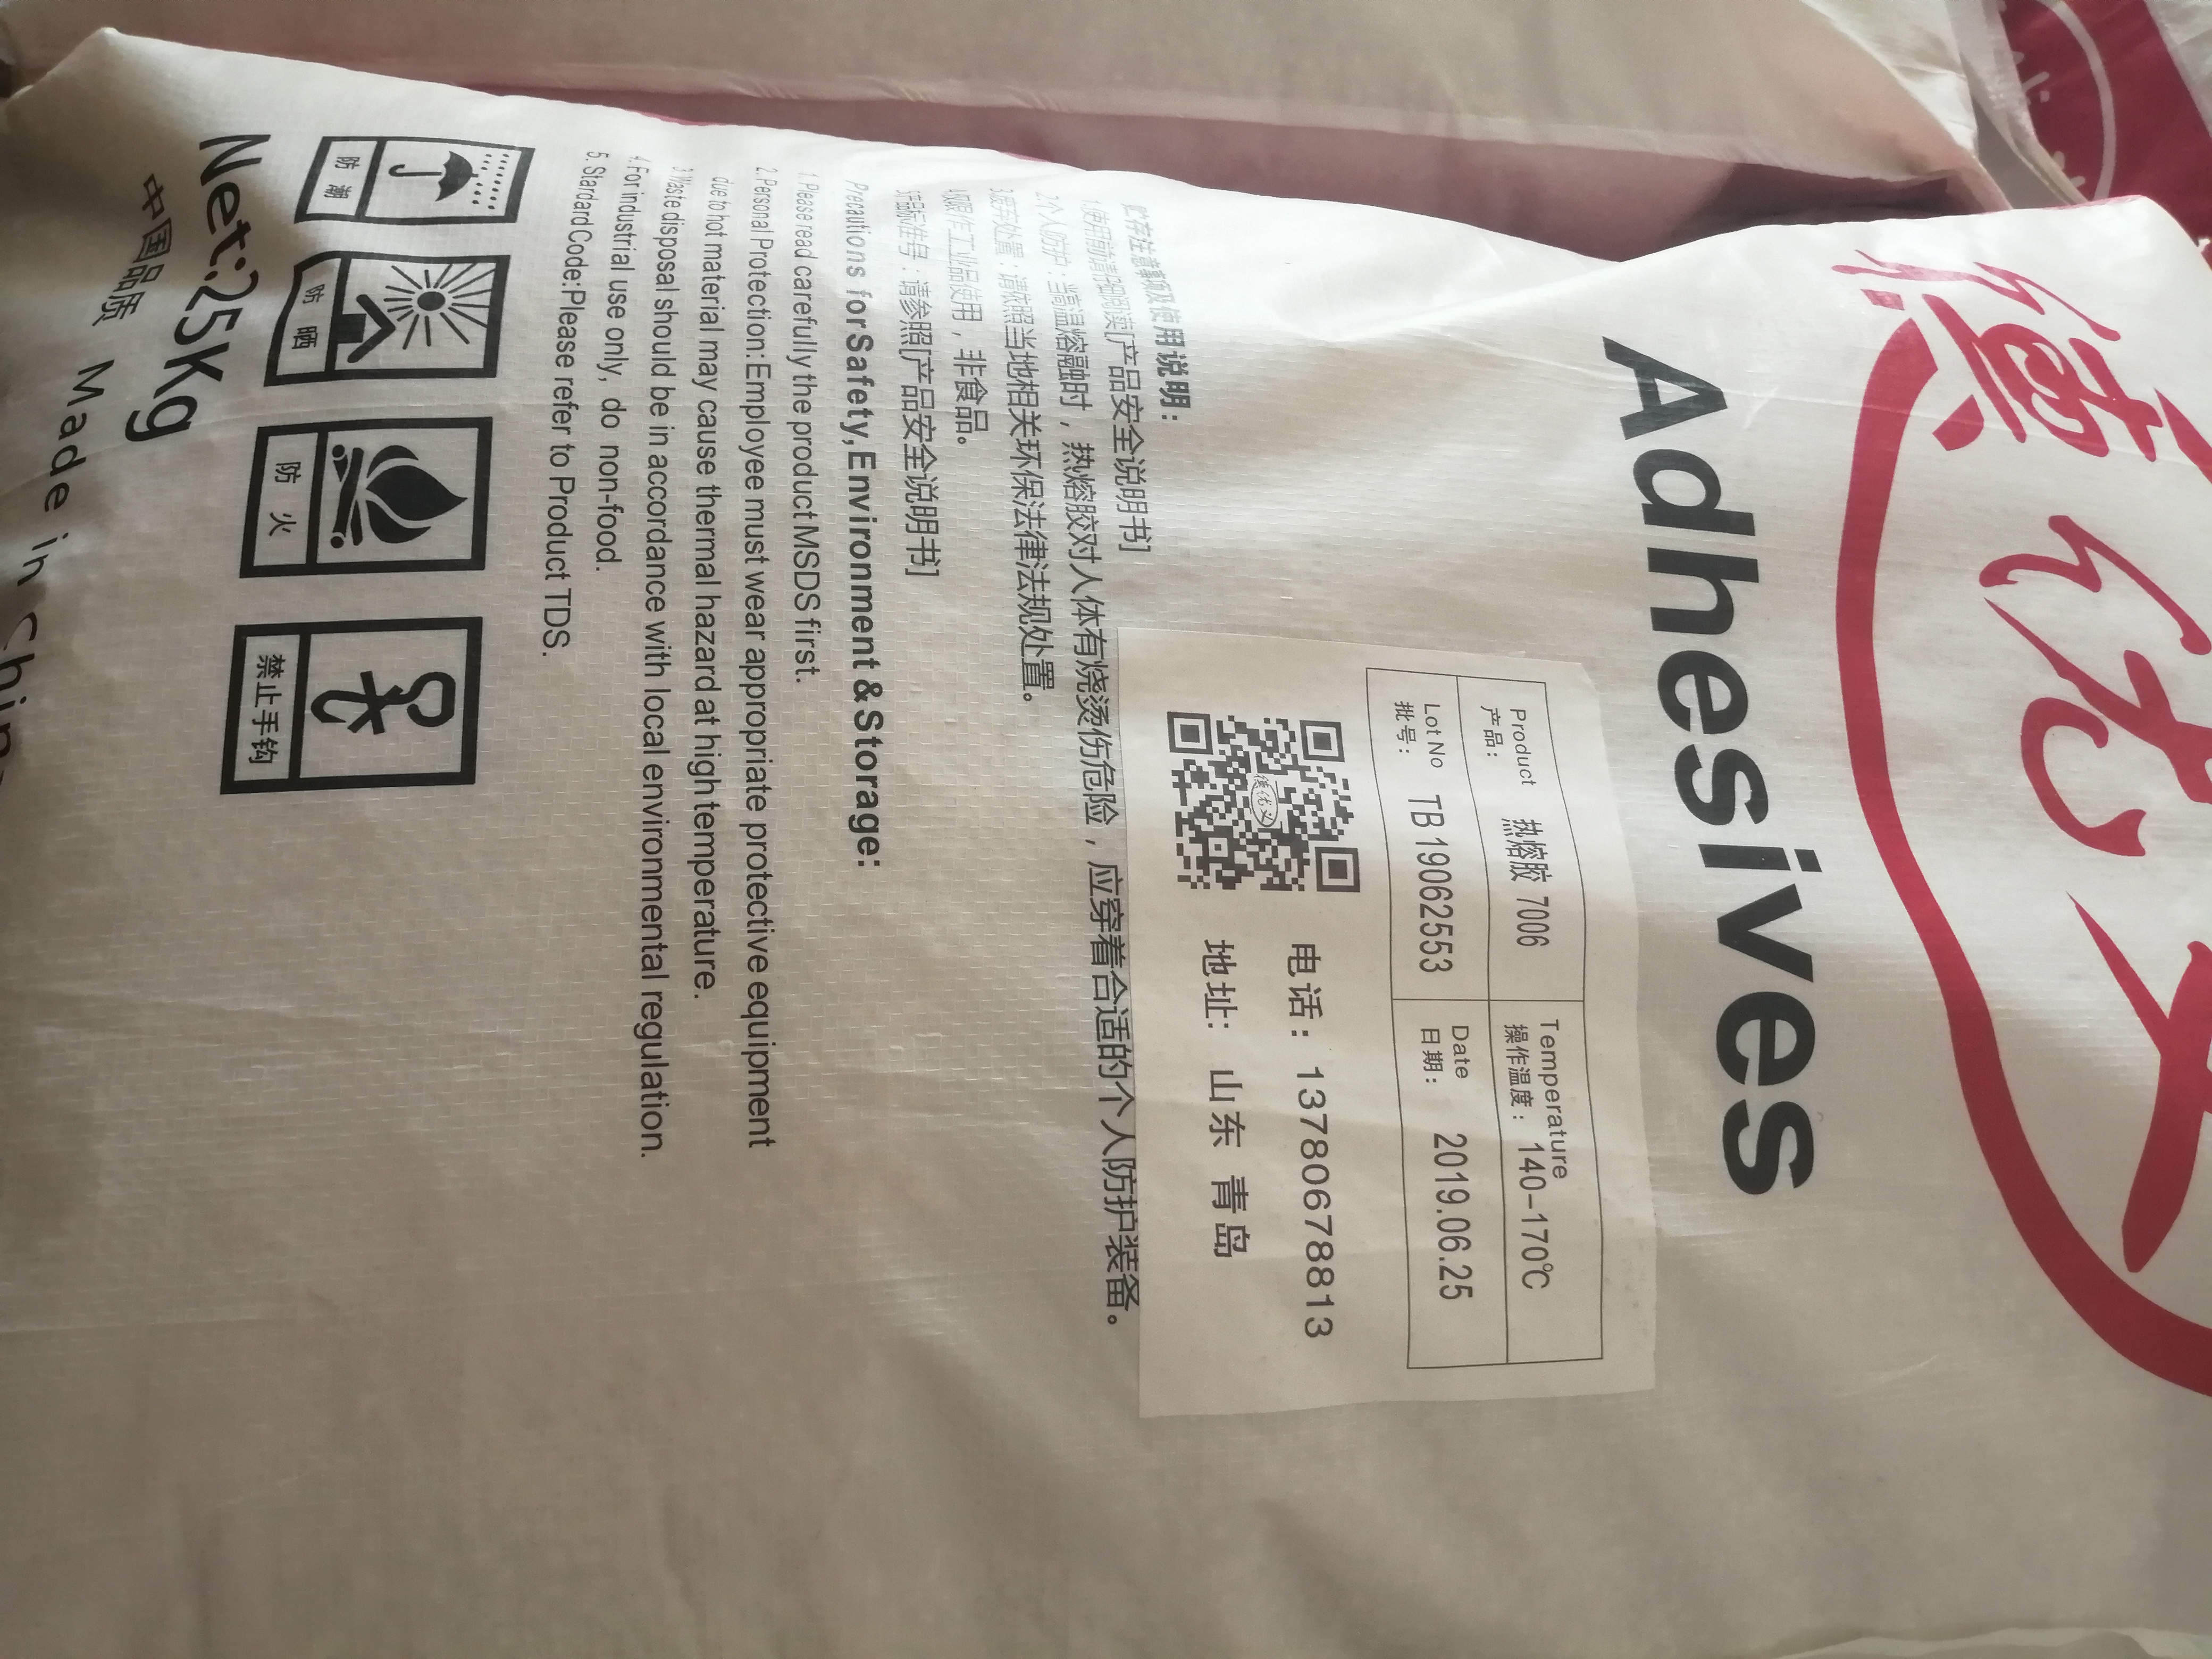 德优义
Adhesives
Product
产品：
热熔胶 7006
Temperature
操作温度：
140-170℃
Lot No
批号：
TB 19062553
Date
日期：
2019.06.25
电话：13780678813
地址：山东 青岛
德优义
贮存注意事项及使用说明：
1.使用前请仔细阅读[产品安全说明书]
2.个人防护：当高温熔融时，热熔胶对人体有烧烫伤危险，应穿着合适的个人防护装备。
3.废弃处置：请依照当地相关环保法律法规处置。
4.仅限作工业品使用，非食品。
5.产品标准号：请参照[产品安全说明书]
Precautions for Safety, Environment & Storage:
1. Please read carefully the product MSDS first.
2. Personal Protection: Employee must wear appropriate protective equipment
due to hot material may cause thermal hazard at high temperature.
3. Waste disposal should be in accordance with local environmental regulation.
4. For industrial use only, do non-food.
5. Stardard Code:Please refer to Product TDS.
防潮
防晒
防火
禁止手钩
Net:25Kg
中国品质 Made in China